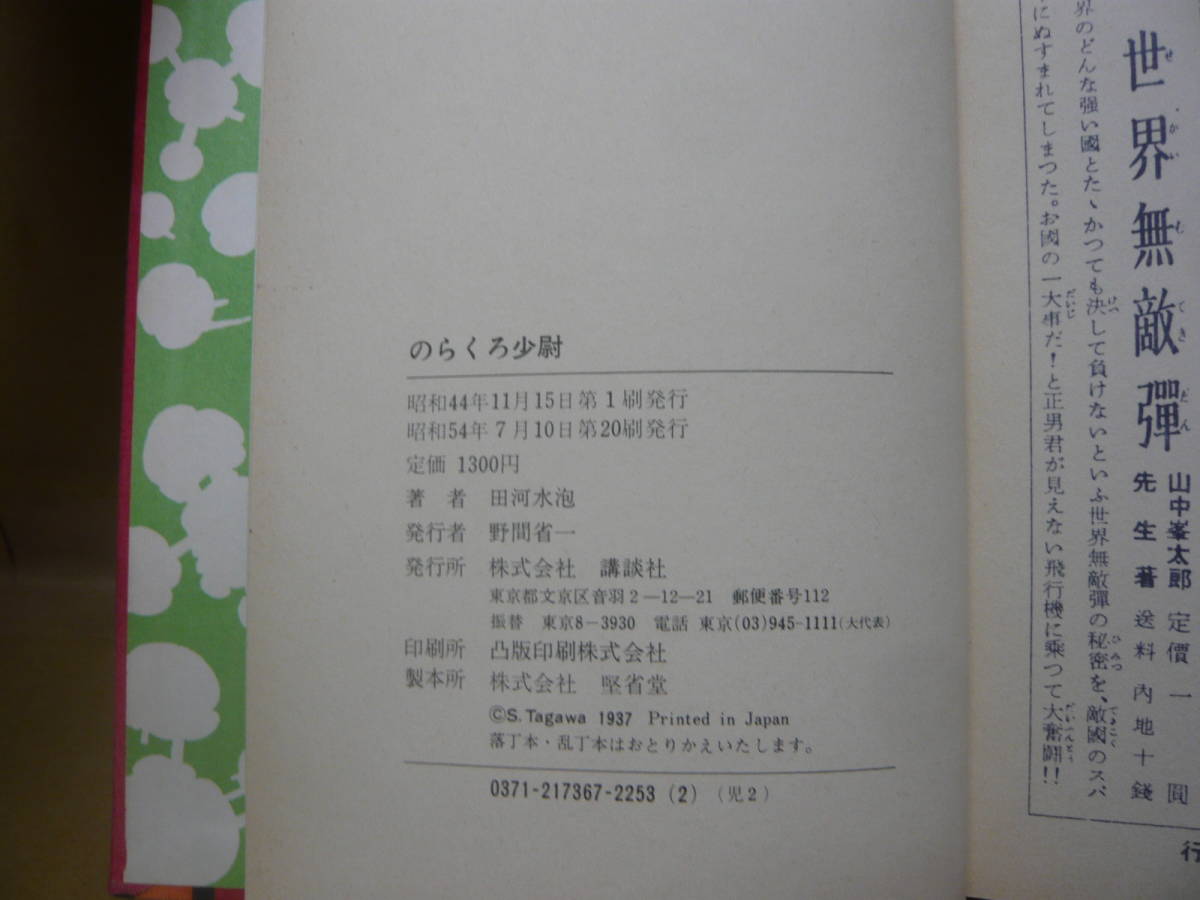 のらくろ少尉
昭和44年11月15日第1刷発行
昭和54年7月10日第20刷発行
定価 1300円
著者 田河水泡
発行者 野間省一
発行所 株式会社 講談社
東京都文京区音羽2—12—21 郵便番号112
振替 東京8−3930 電話 東京(03)945-1111(大代表)
印刷所 凸版印刷株式会社
製本所 株式会社 堅省堂
©S. Tagawa 1937 Printed in Japan
落丁本・乱丁本はおとりかえいたします。
0371-217367-2253 (2) (児2)
世界無敵彈
せかいむてきだん
山中峯太郎 定價一圓
先生著 送料内地十錢
界のどんな强い國とたゝかつても決して負けないといふ世界無敵彈の秘密を、敵國のスパ
にぬすまれてしまつた。お國の一大事だ!と正男君が見えない飛行機に乘つて大奮鬪!!
行